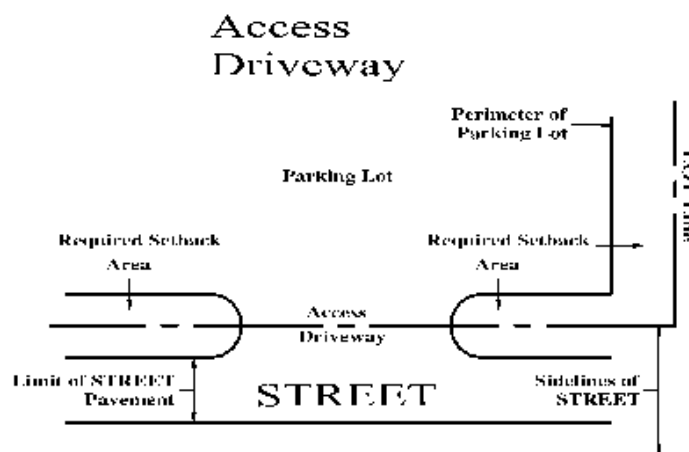 Access
Driveway
Perimeter of
Parking Lot
Parking Lot
Required Setback
Area
Required Setback
Area
Access
Driveway
Limit of STREET
Pavement
STREET
Sidelines of
STREET